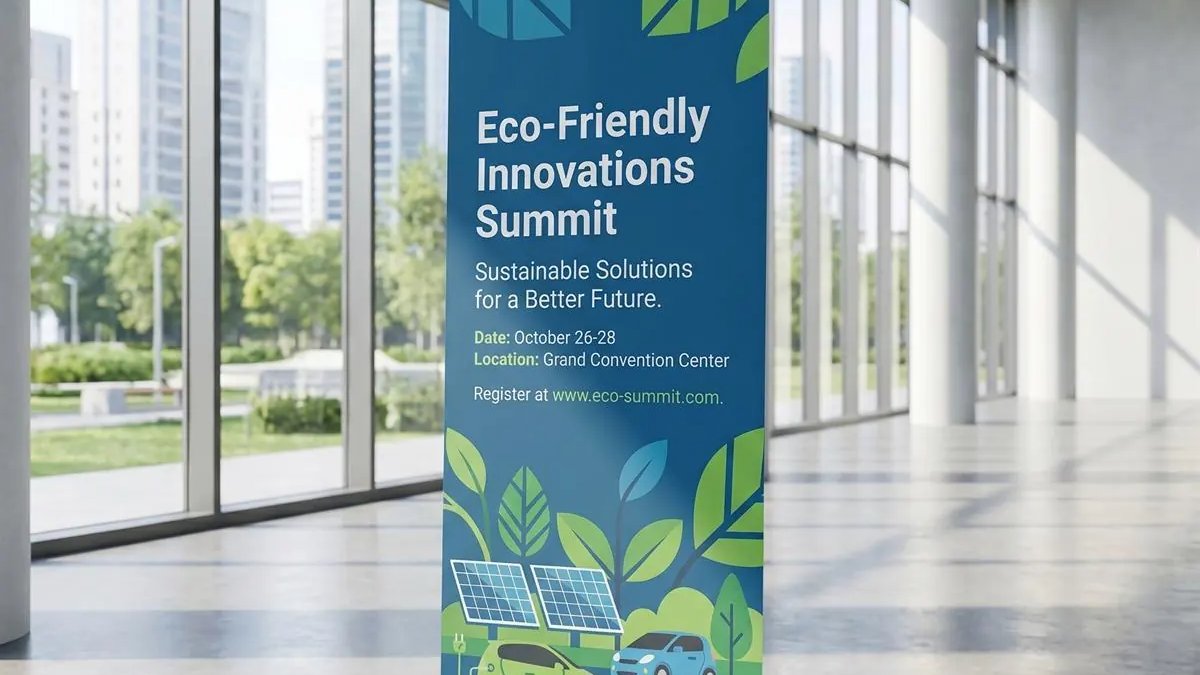 Eco-Friendly
Innovations
Summit
Sustainable Solutions
for a Better Future.
Date: October 26-28
Location: Grand Convention Center
Register at www.eco-summit.com.